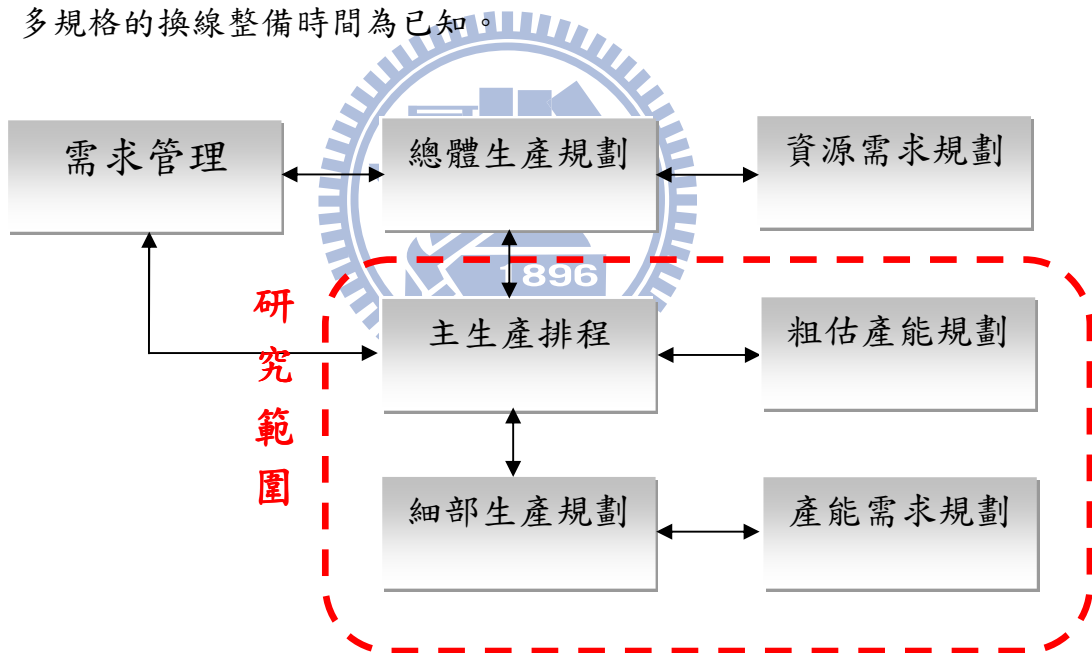 多規格的換線整備時間為已知。
需求管理
總體生產規劃
資源需求規劃
1896
研究範圍
主生產排程
粗估產能規劃
細部生產規劃
產能需求規劃